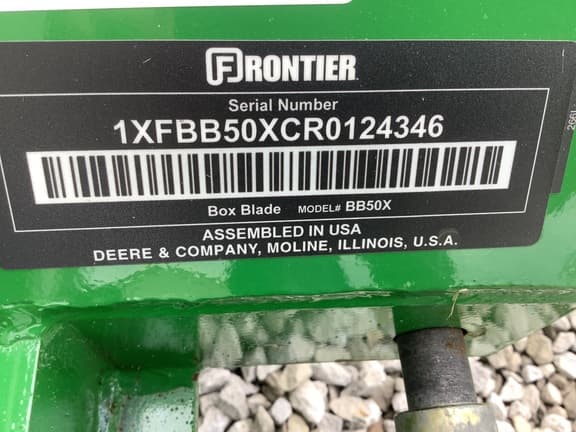 FRONTIER
Serial Number
1XFBB50XCR0124346
Box Blade MODEL# BB50X
ASSEMBLED IN USA
DEERE & COMPANY, MOLINE, ILLINOIS, U.S.A.